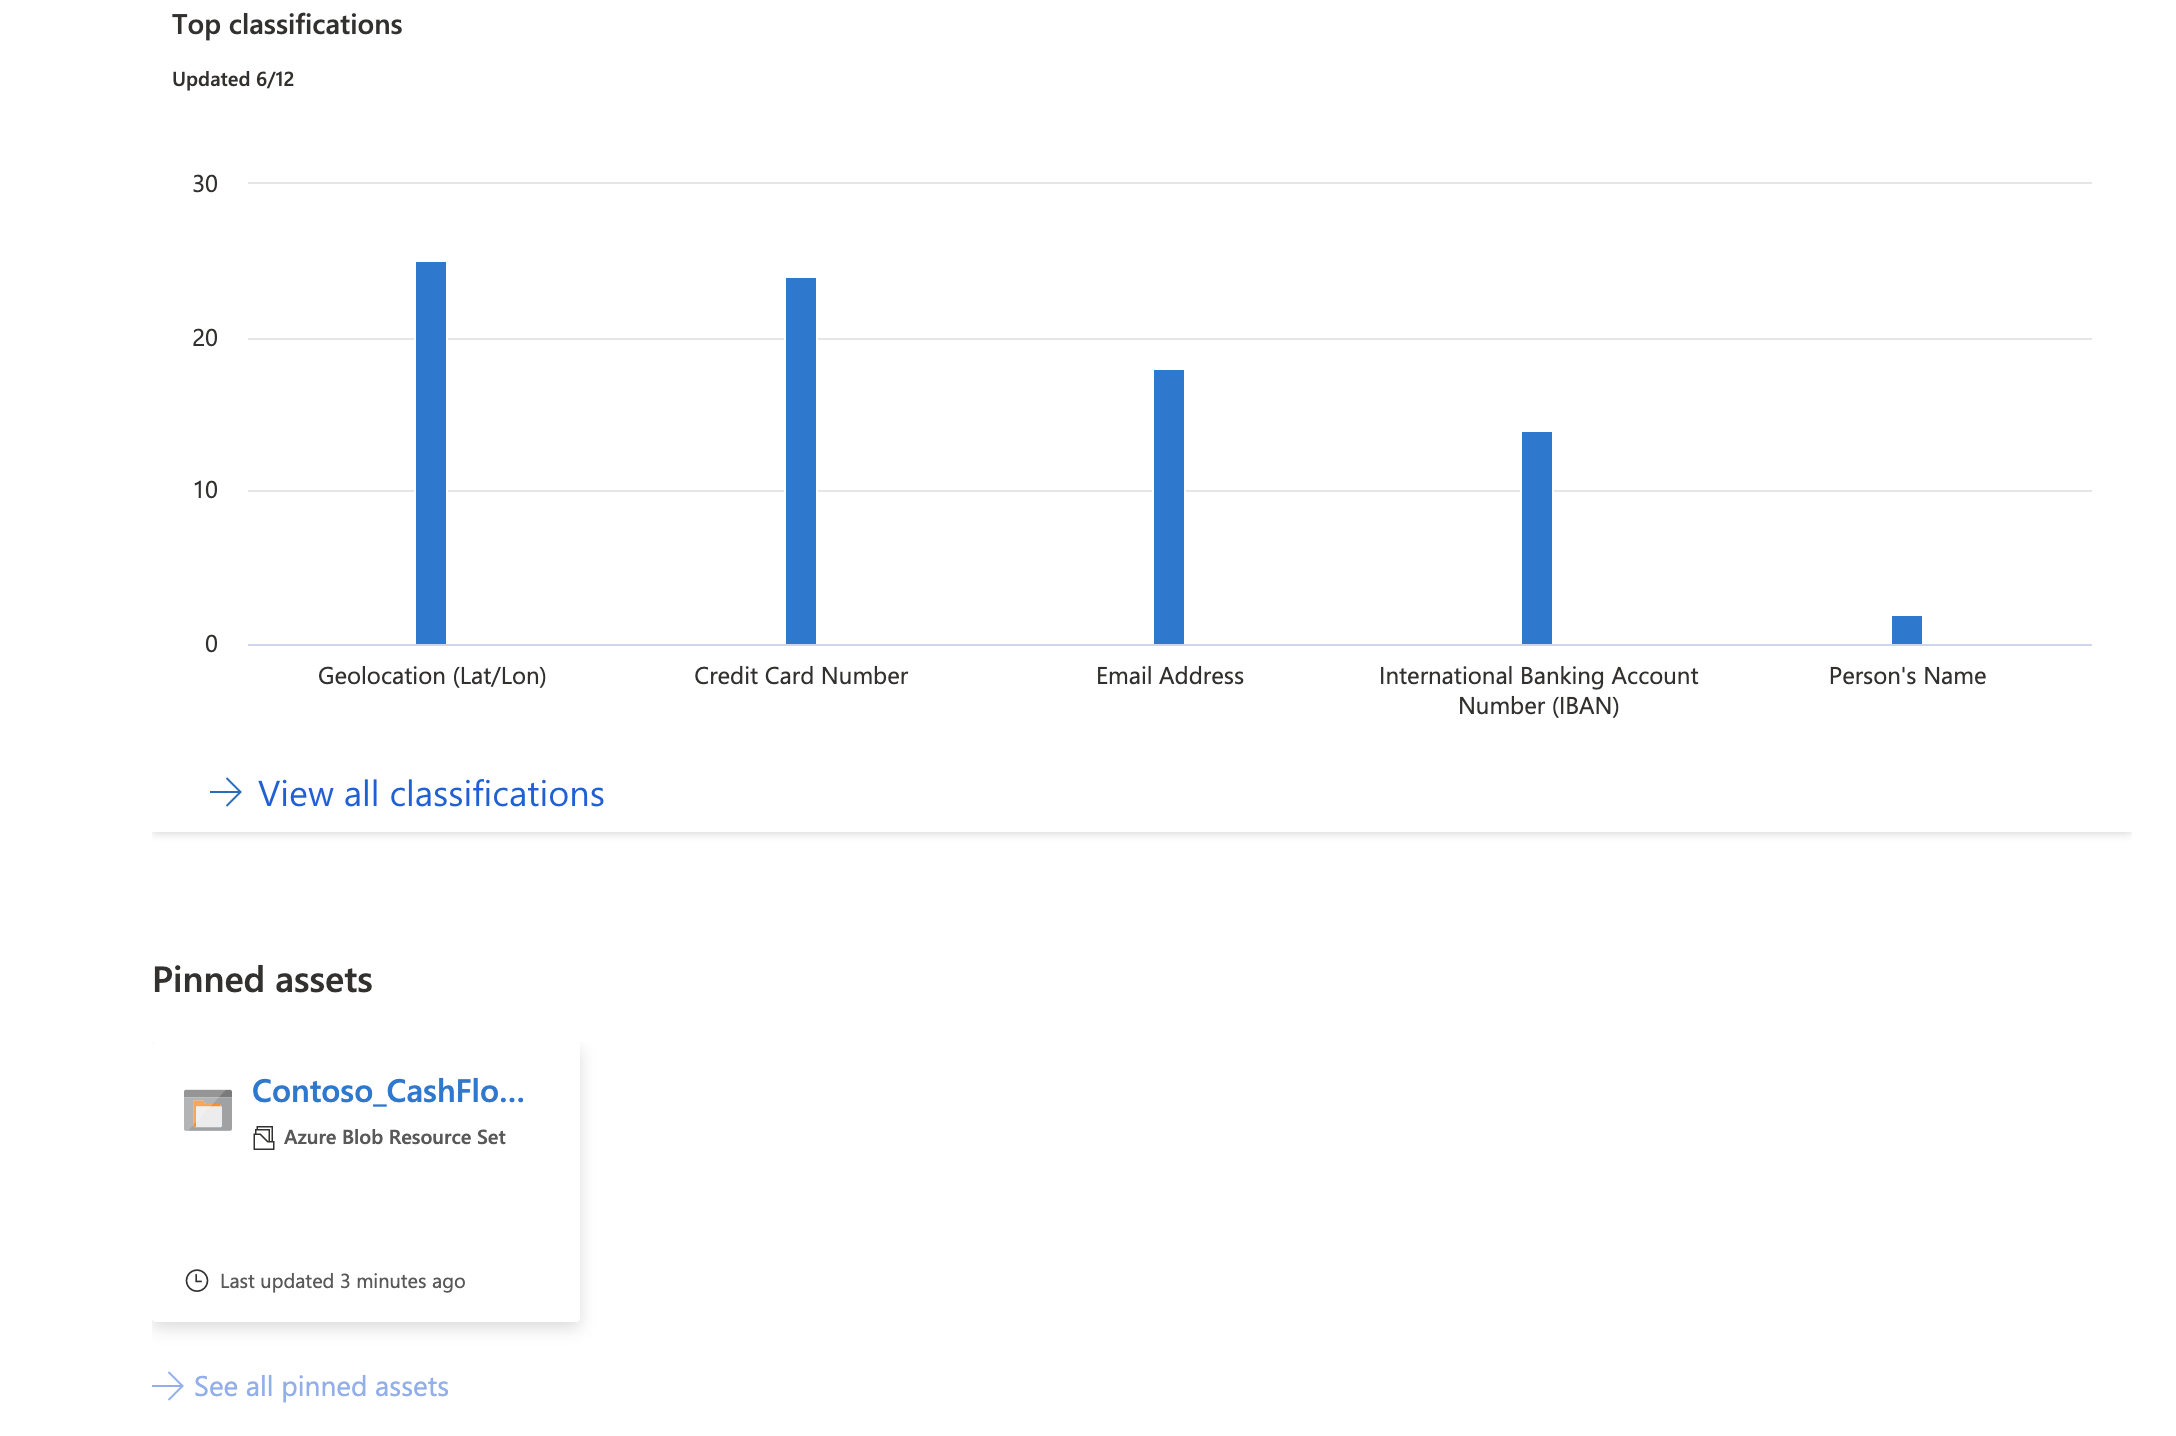 Top classifications
Updated 6/12
30
20
10
0
Geolocation (Lat/Lon)
Credit Card Number
Email Address
International Banking Account
Number (IBAN)
Person's Name
View all classifications
Pinned assets
Contoso_CashFlo...
Azure Blob Resource Set
Last updated 3 minutes ago
See all pinned assets